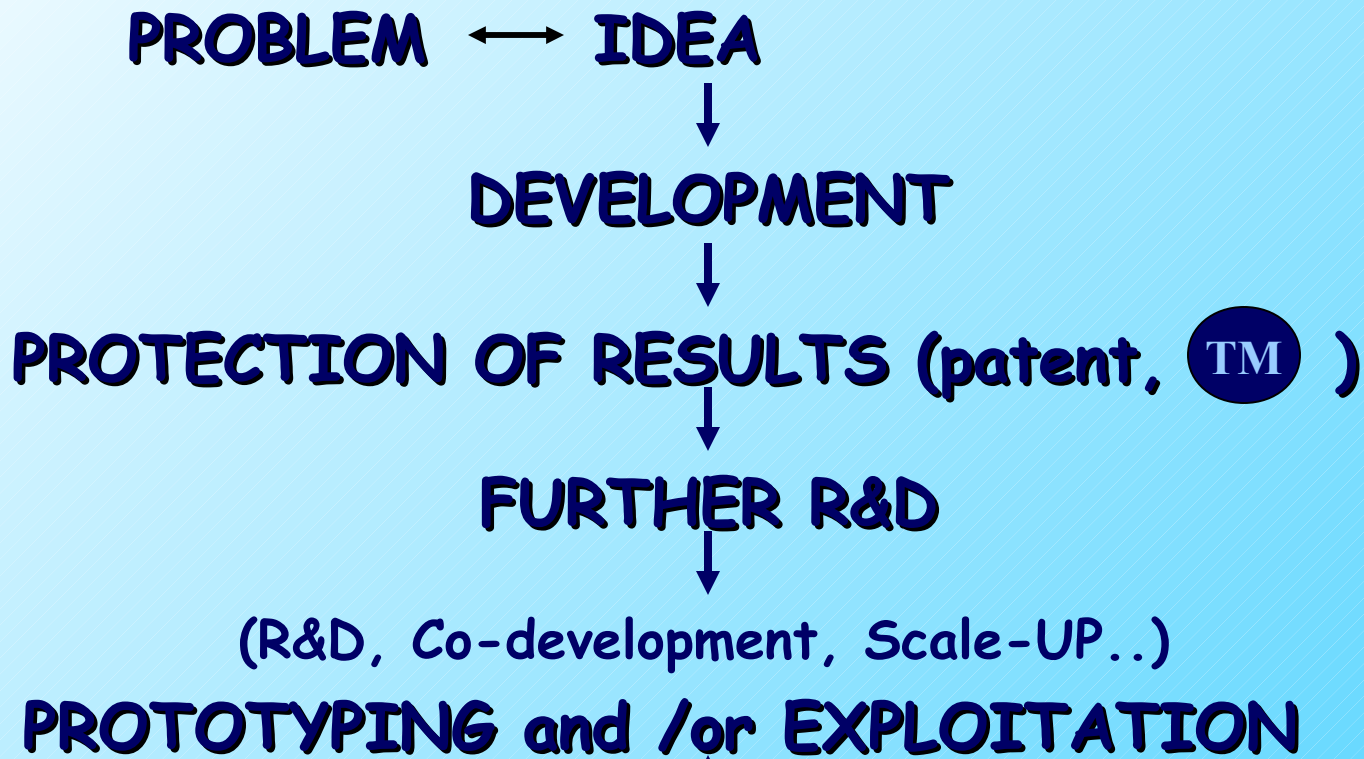 PROBLEM IDEA
DEVELOPMENT
PROTECTION OF RESULTS (patent, TM )
FURTHER R&D
(R&D, Co-development, Scale-UP..)
PROTOTYPING and /or EXPLOITATION